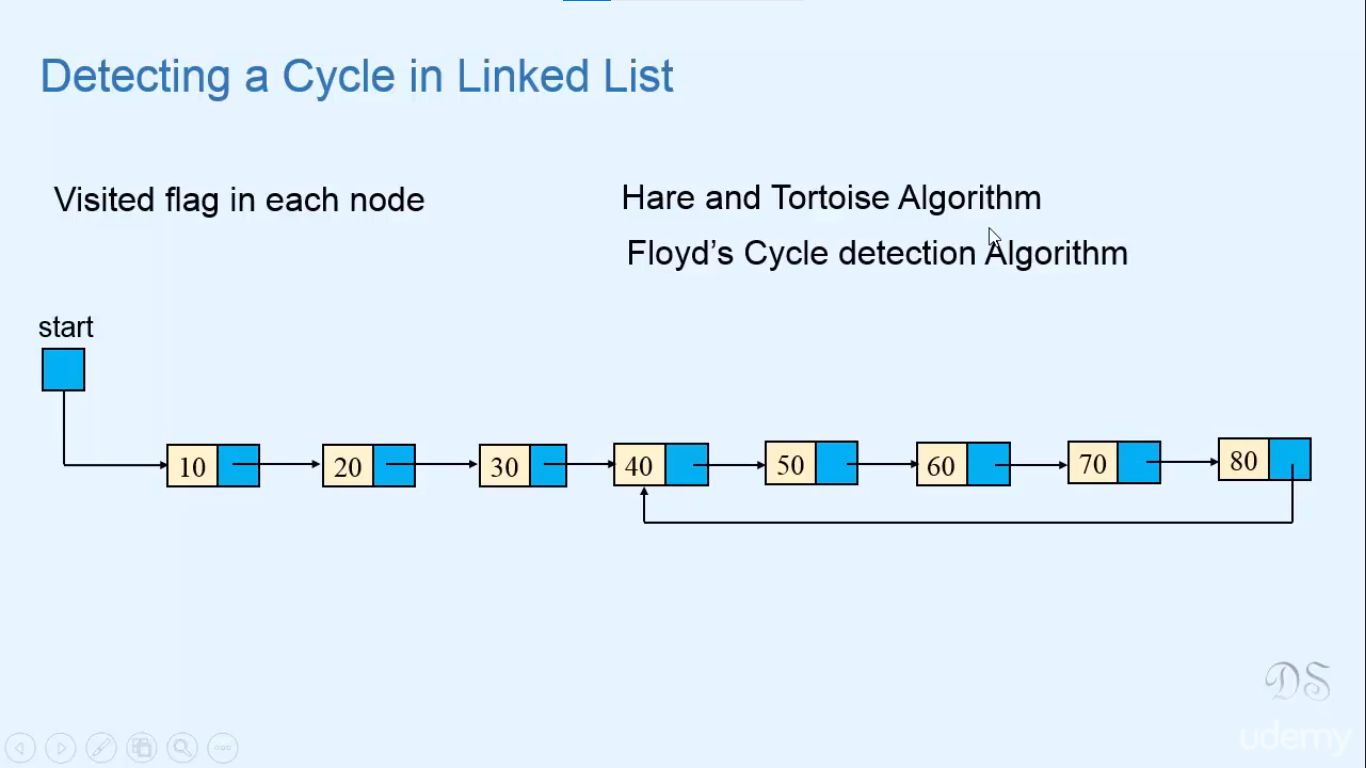 Detecting a Cycle in Linked List
Visited flag in each node
Hare and Tortoise Algorithm
Floyd’s Cycle detection Algorithm
start
10 20 30 40 50 60 70 80
DS
udemy